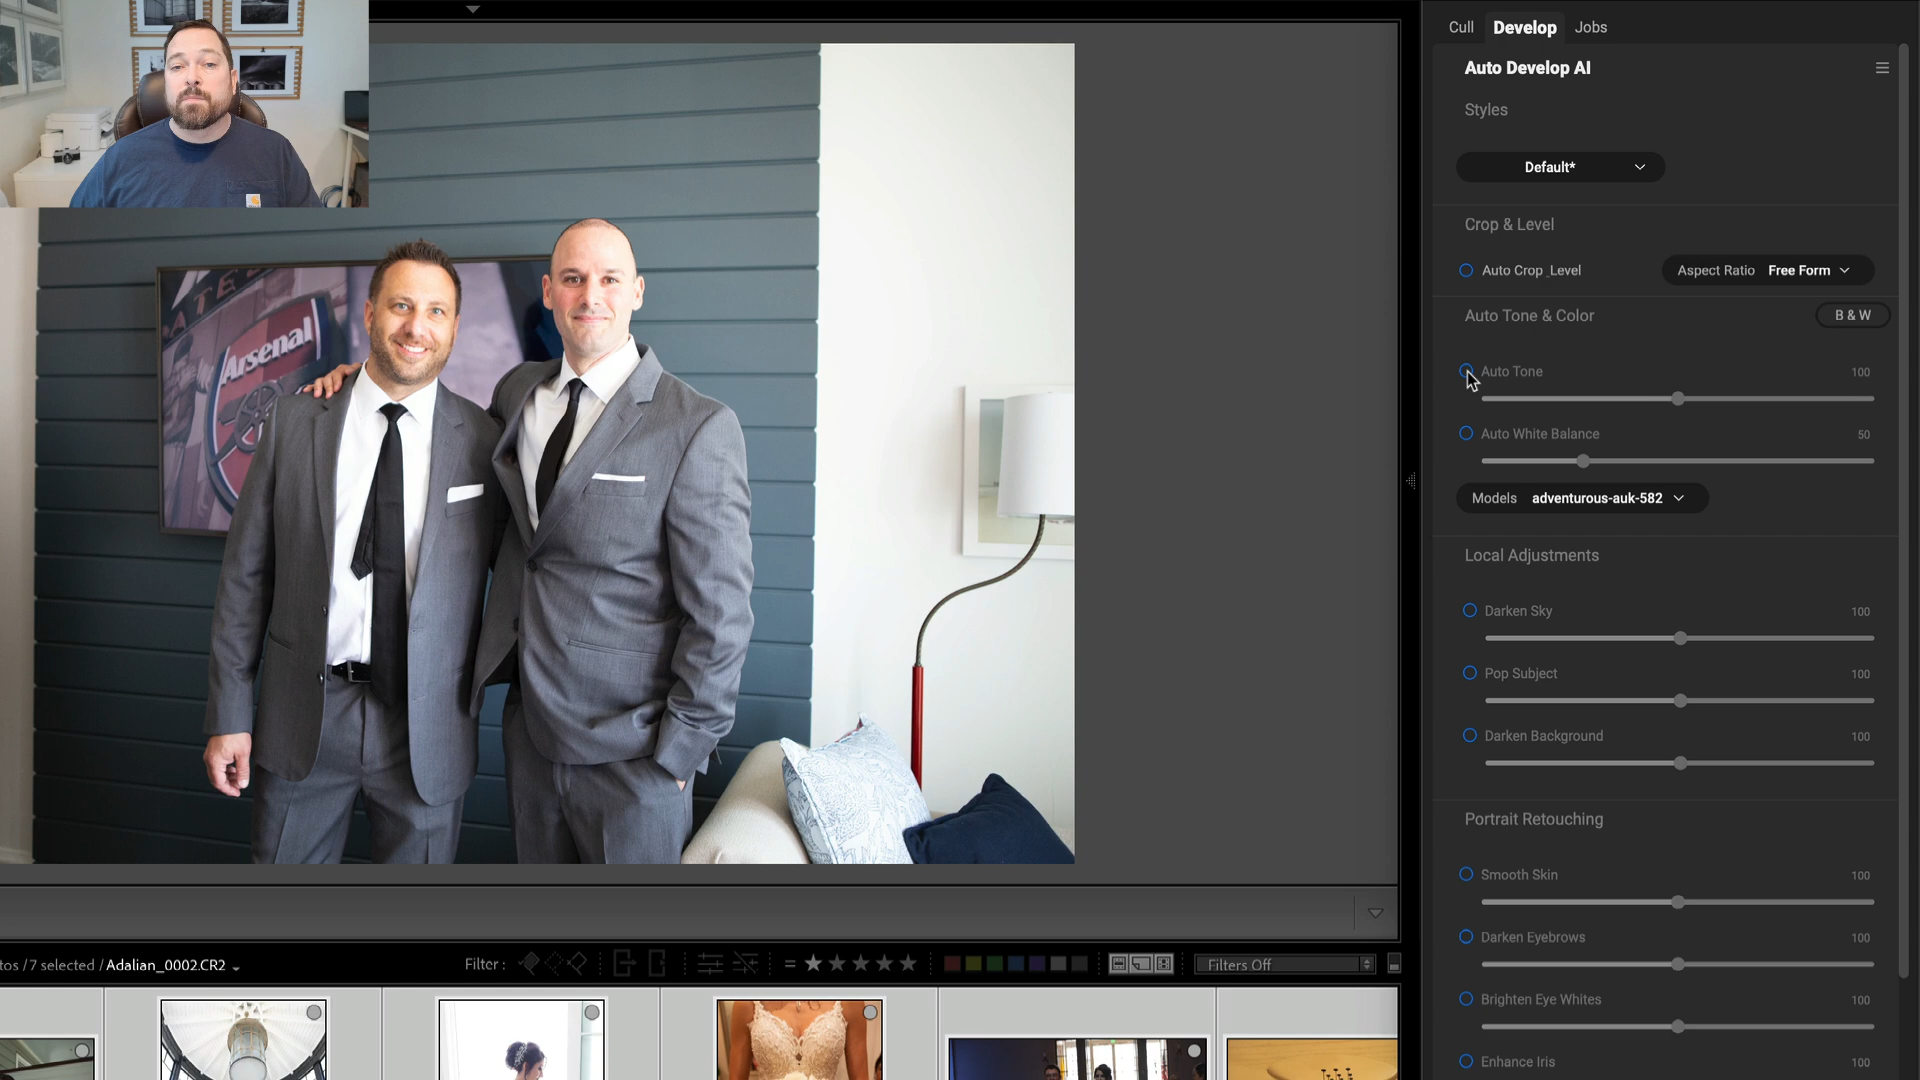 Cull Develop Jobs
Auto Develop AI
Styles
Default*
Crop & Level
Auto Crop_Level Aspect Ratio Free Form
Auto Tone & Color B & W
Auto Tone 100
Auto White Balance 50
Models adventurous-auk-582
Local Adjustments
Darken Sky 100
Pop Subject 100
Darken Background 100
Portrait Retouching
Smooth Skin 100
Darken Eyebrows 100
Brighten Eye Whites 100
Enhance Iris 100
Arsenal
tos / 7 selected / Adalian_0002.CR2
Filter :
Filters Off